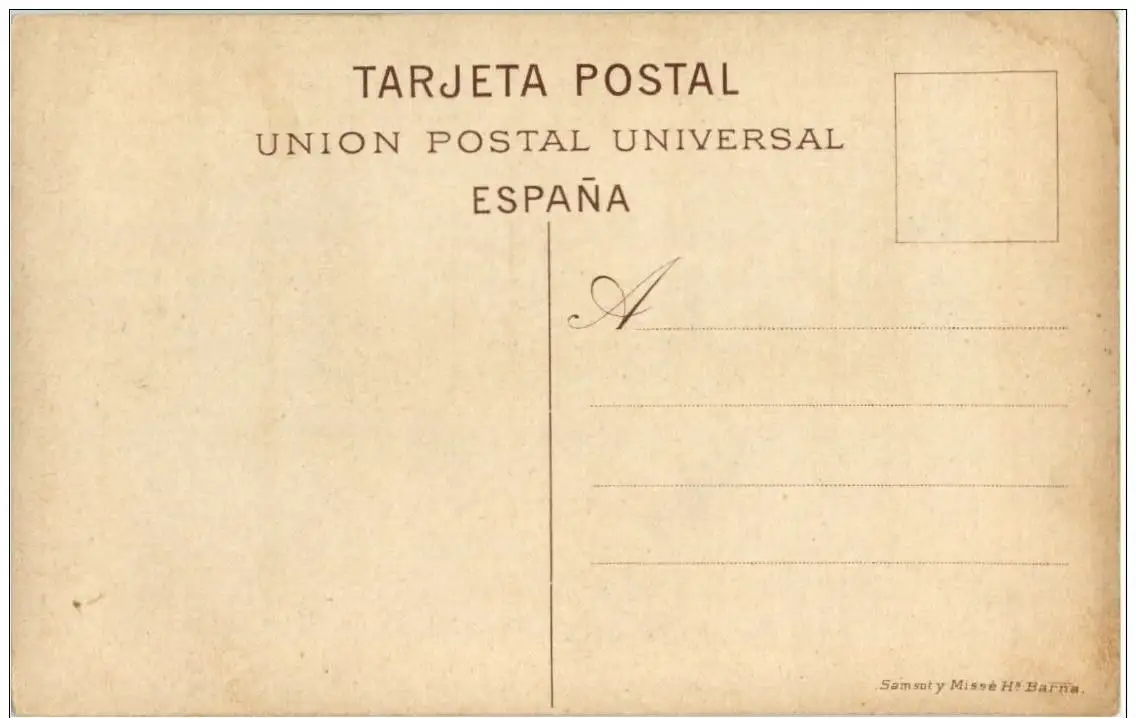 TARJETA POSTAL
UNION POSTAL UNIVERSAL
ESPAÑA
A
Samsot y Missé Hs Barna.